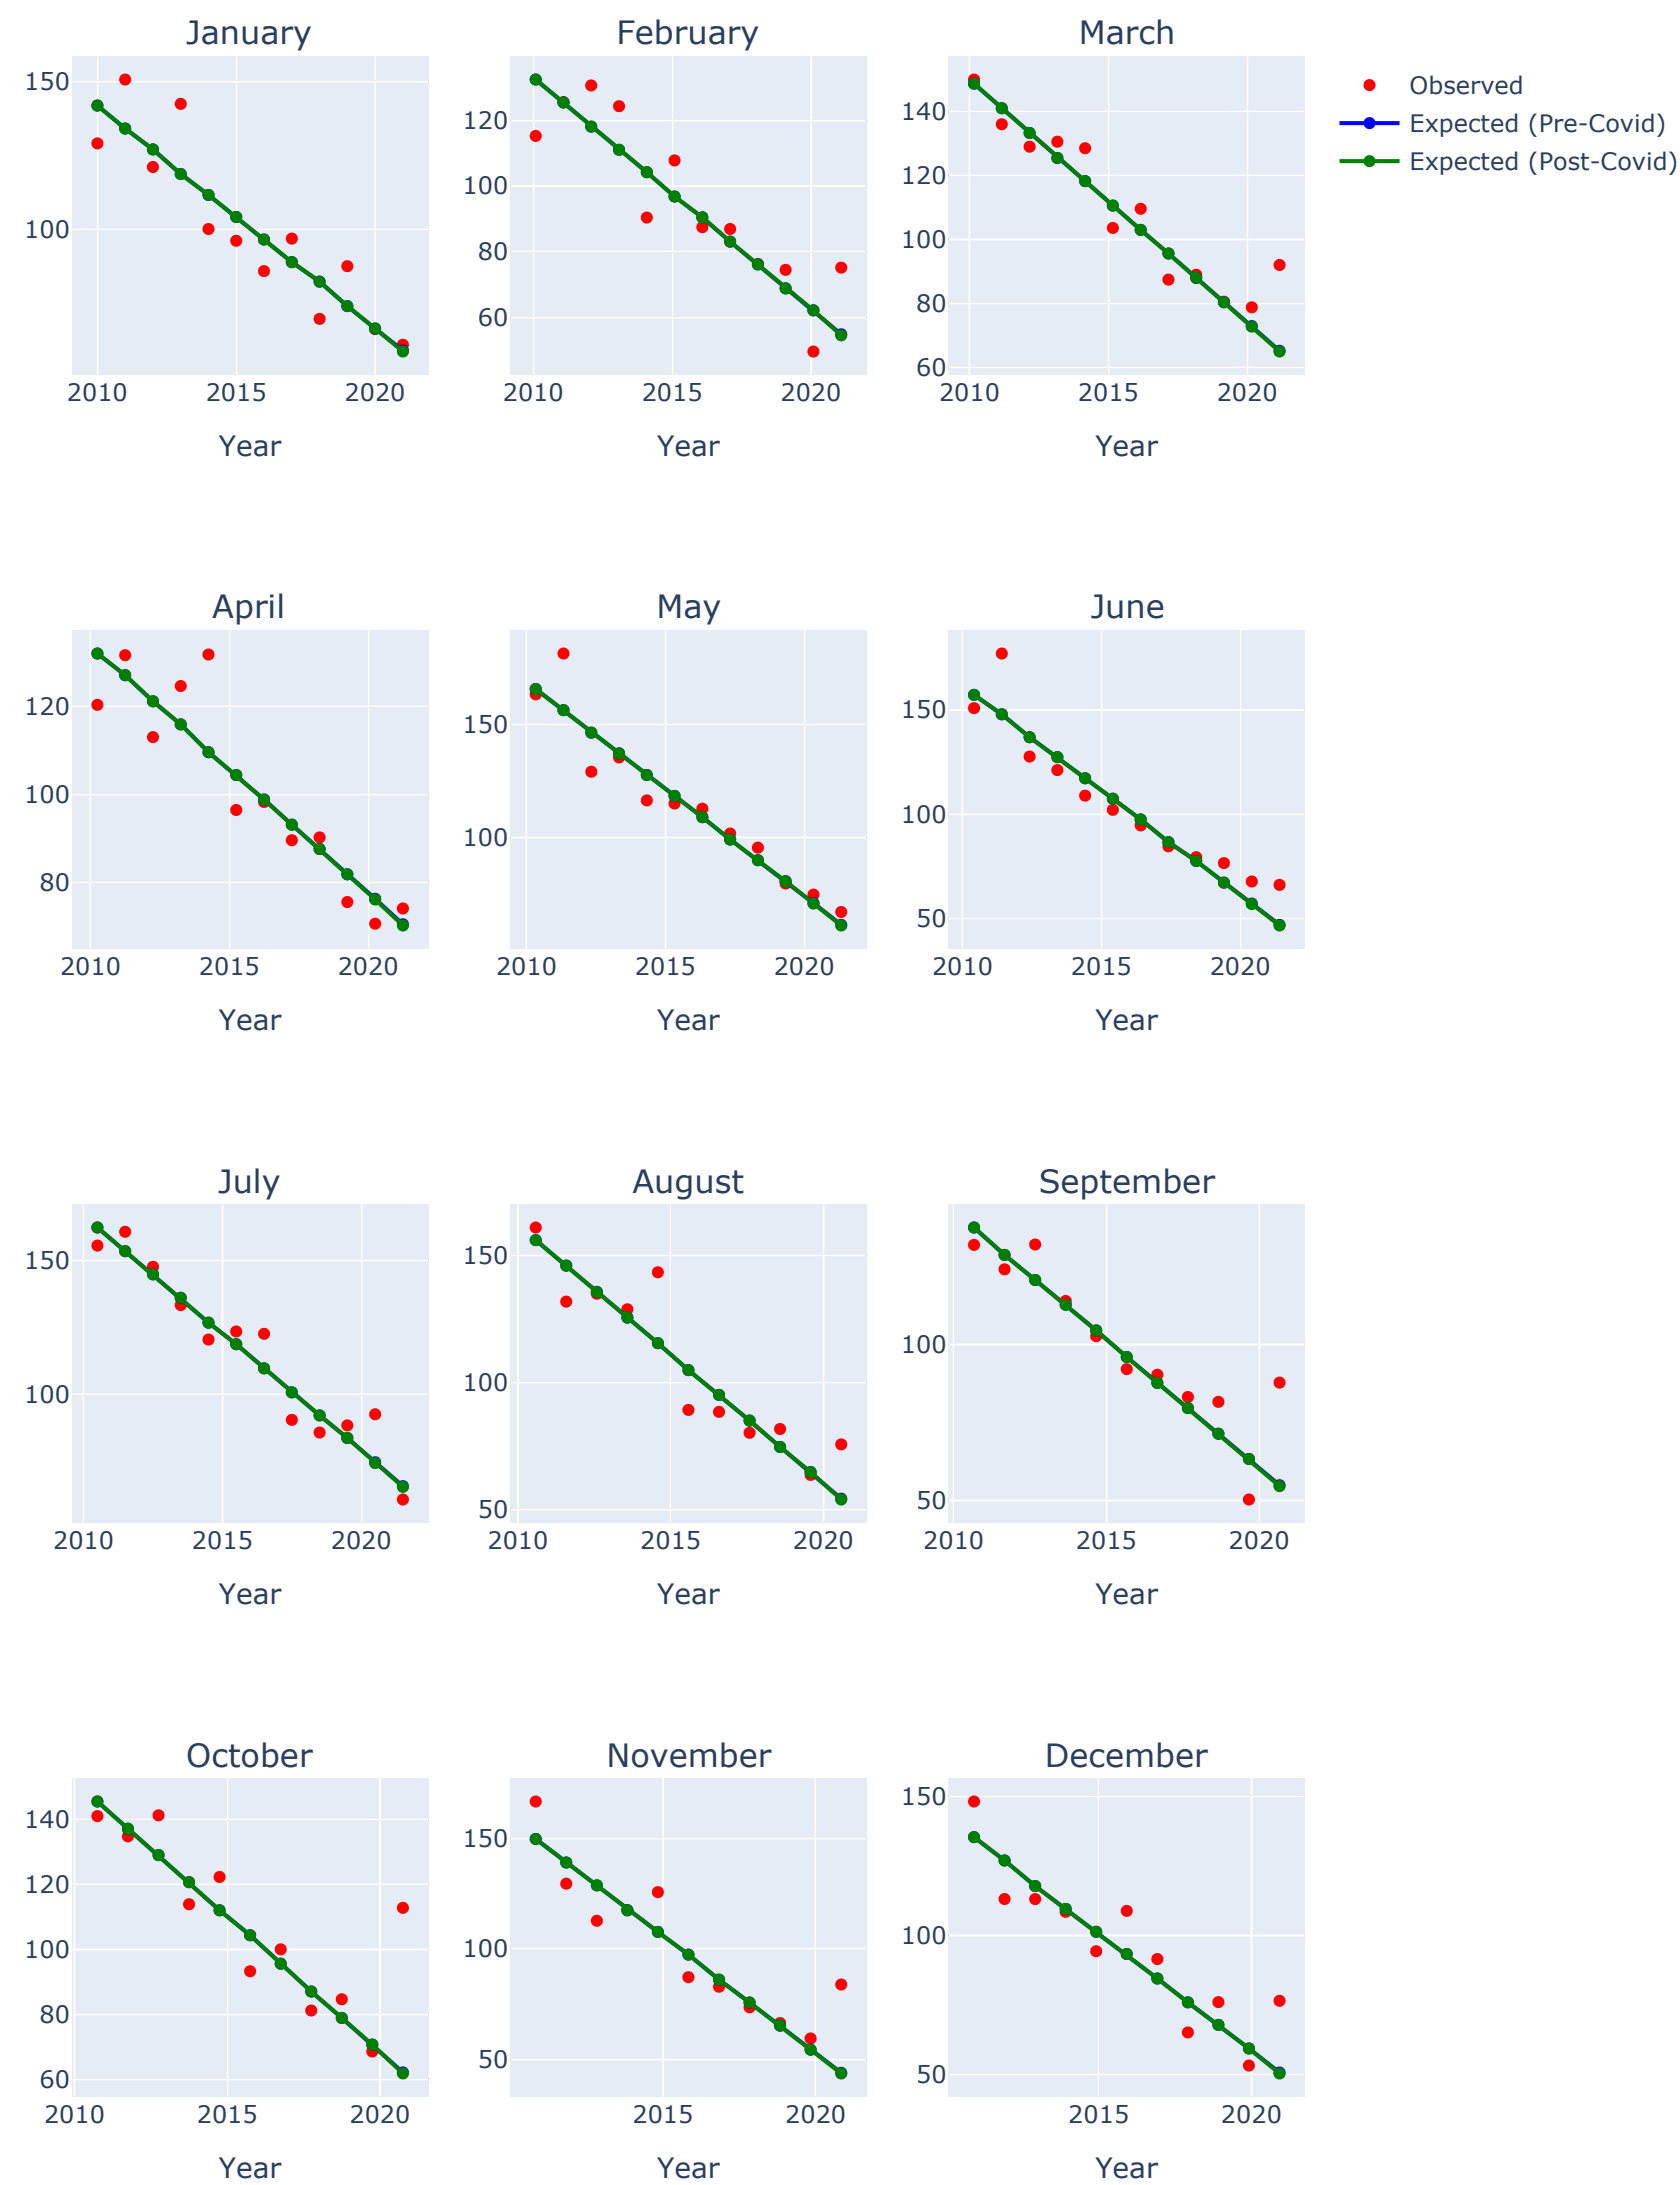 January
February
March
150
100
2010
2015
2020
Year
120
100
80
60
2010
2015
2020
Year
140
120
100
80
60
2010
2015
2020
Year
Observed
Expected (Pre-Covid)
Expected (Post-Covid)
April
May
June
120
100
80
2010
2015
2020
Year
150
100
2010
2015
2020
Year
150
100
50
2010
2015
2020
Year
July
August
September
150
100
2010
2015
2020
Year
150
100
50
2010
2015
2020
Year
100
50
2010
2015
2020
Year
October
November
December
140
120
100
80
60
2010
2015
2020
Year
150
100
50
2015
2020
Year
150
100
50
2015
2020
Year